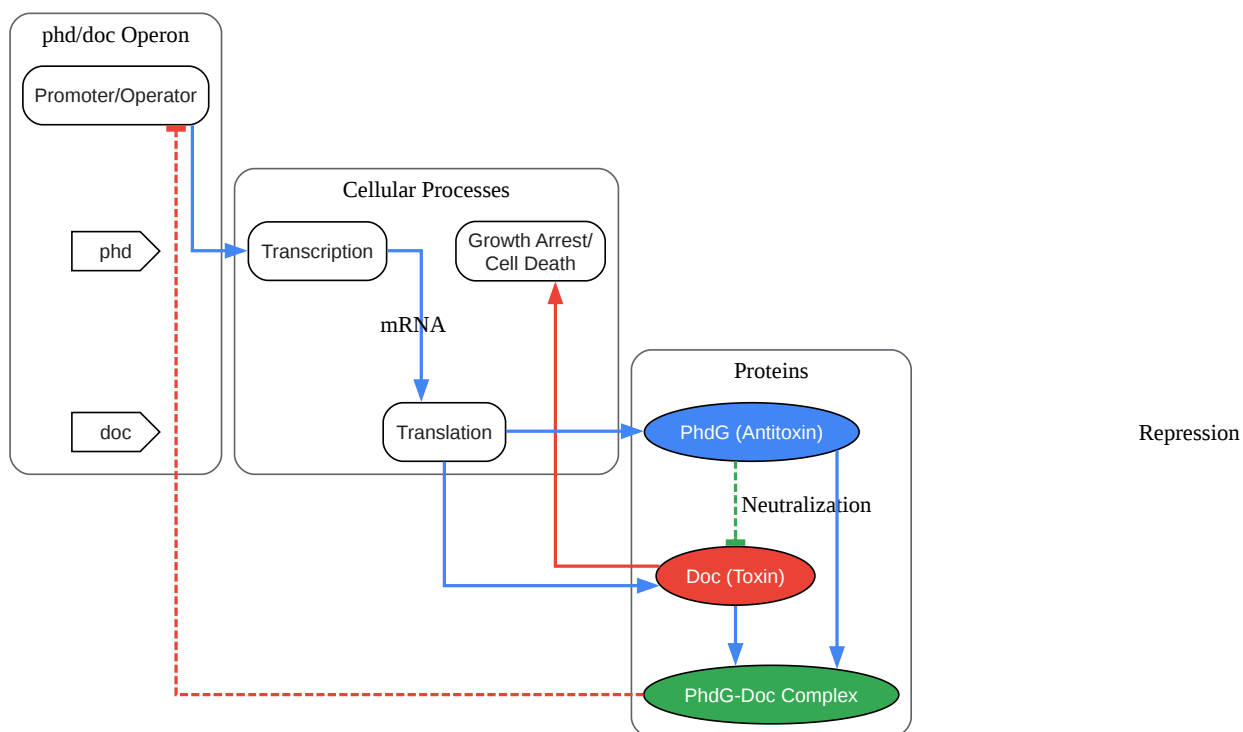 phd/doc Operon
Promoter/Operator
phd
doc
Cellular Processes
Transcription
Growth Arrest/
Cell Death
mRNA
Translation
Proteins
PhdG (Antitoxin)
Neutralization
Doc (Toxin)
PhdG-Doc Complex
Repression